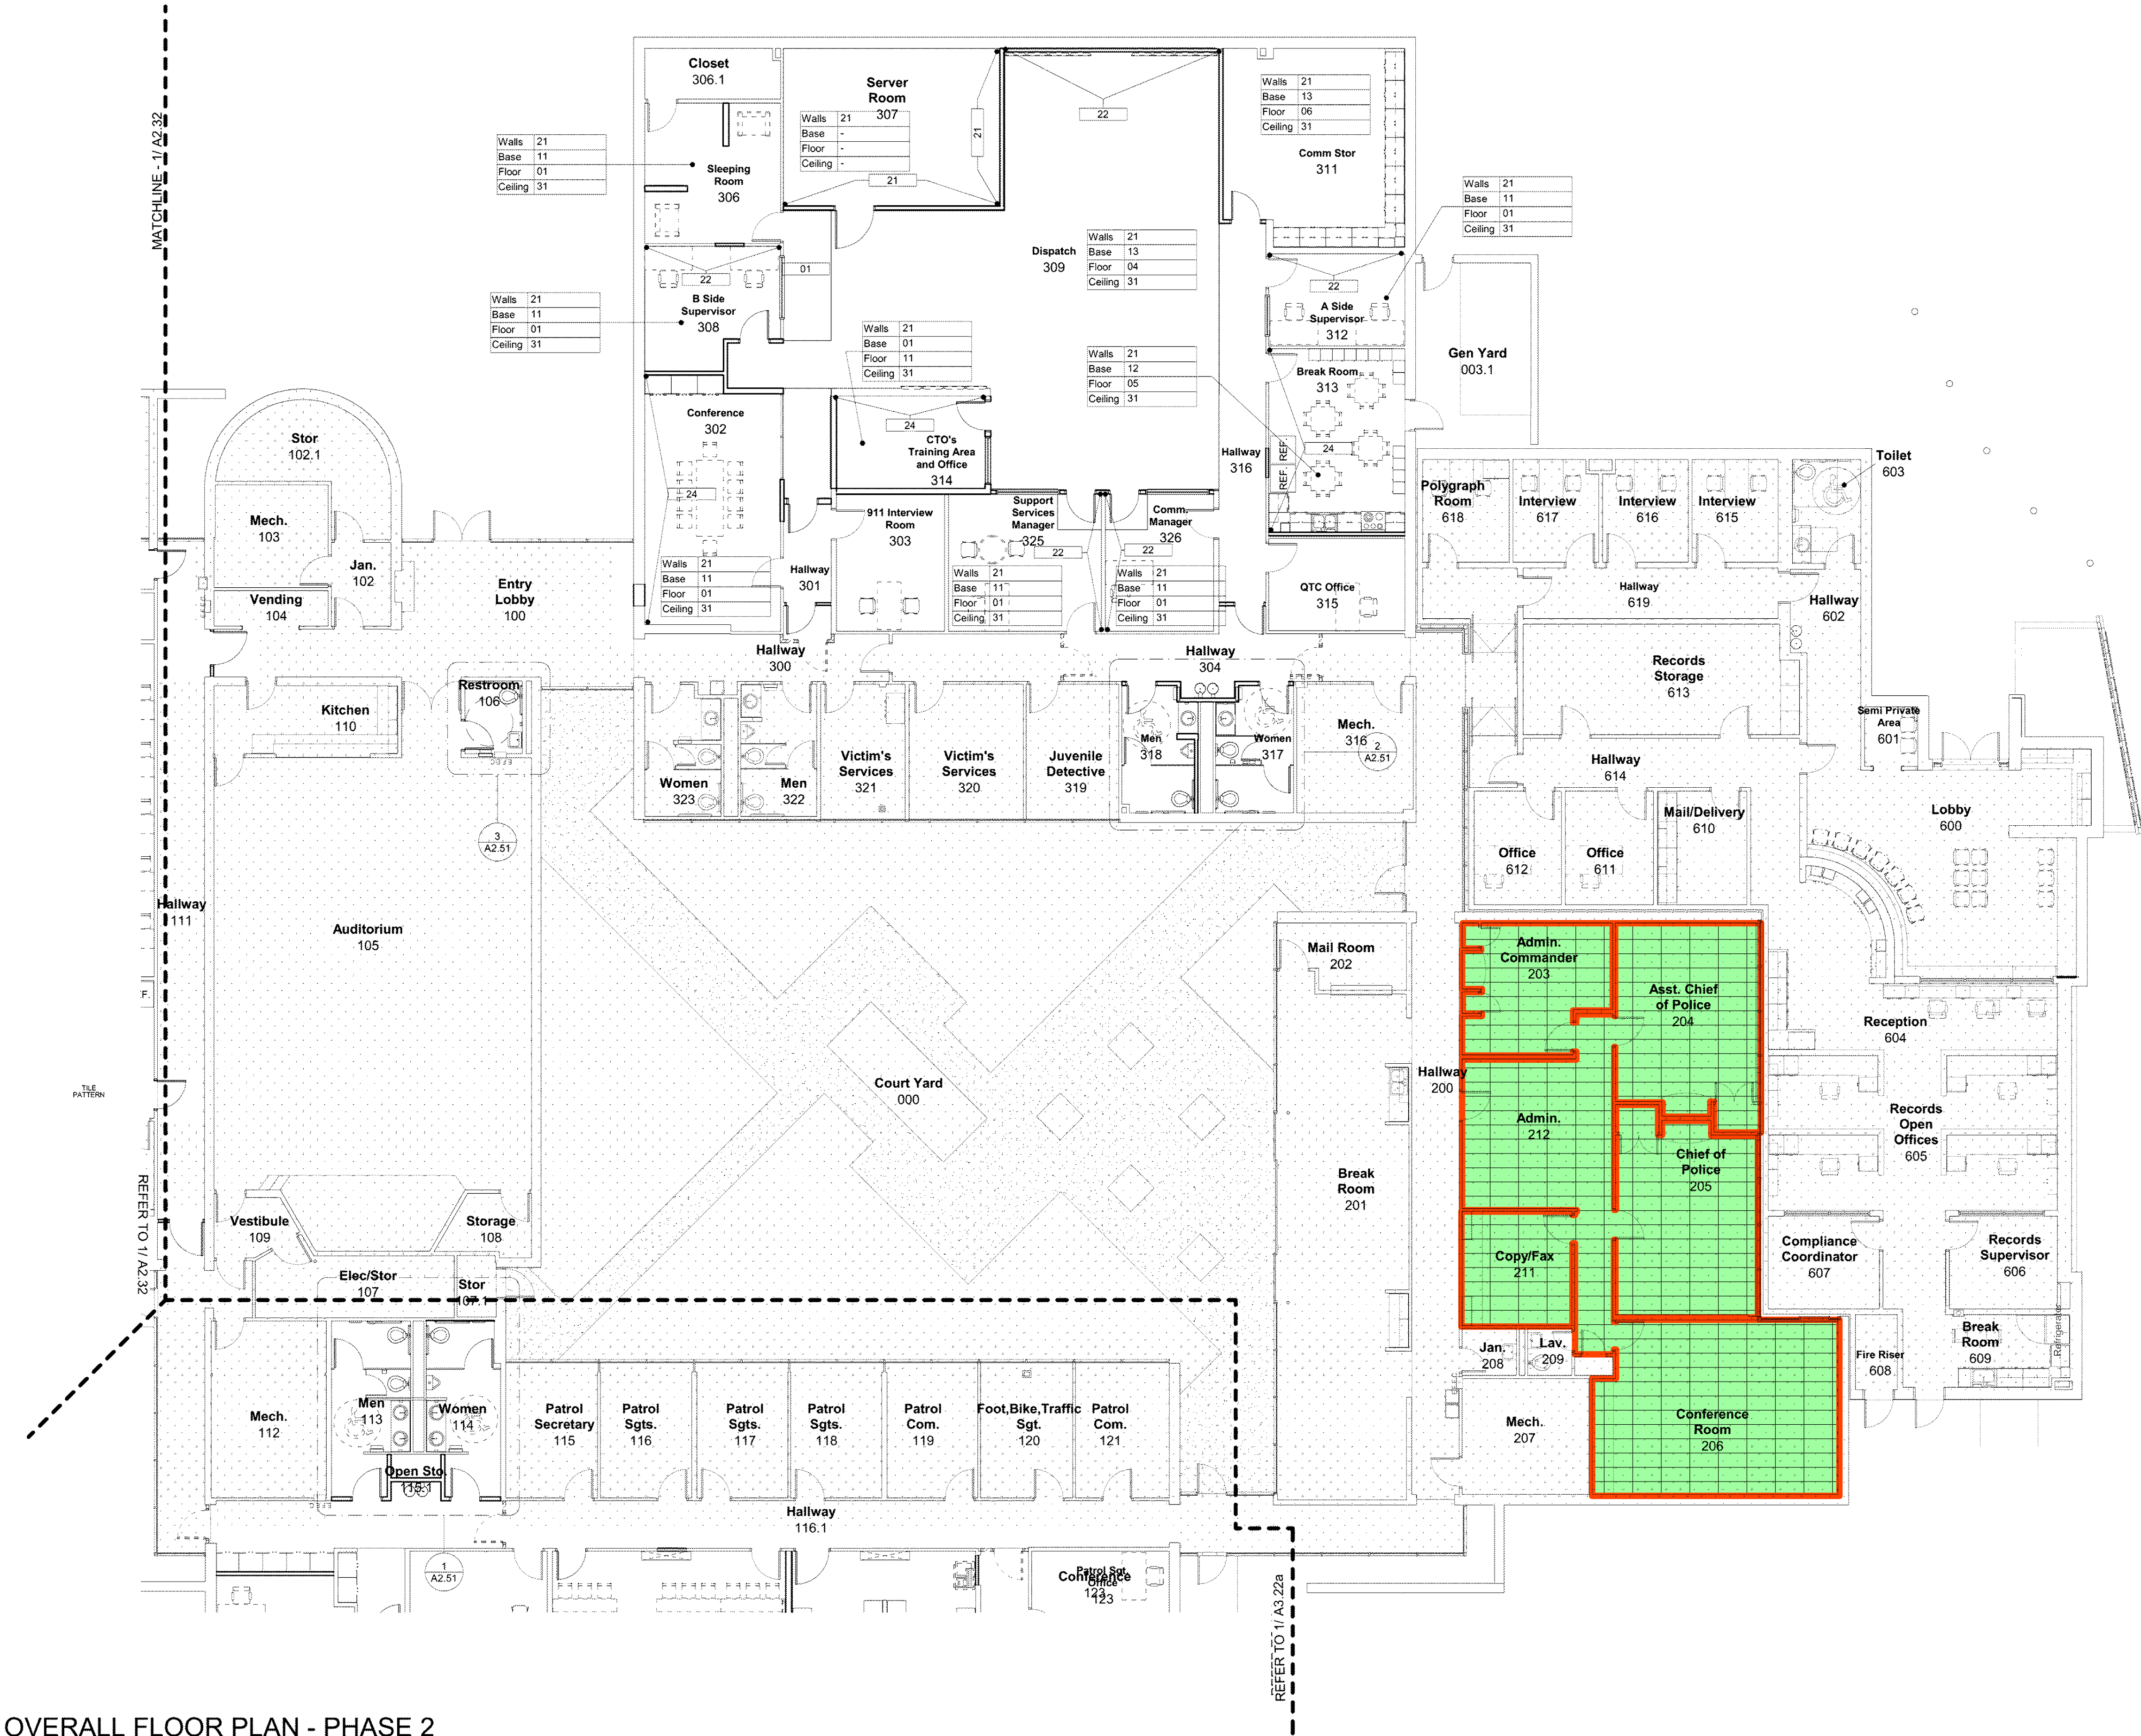 MATCHLINE - 1/ A2.32
REFER TO 1/ A2.32
Closet
306.1
Server
Room
307
Walls 21
Base -
Floor -
Ceiling -
21
21
22
Walls 21
Base 13
Floor 06
Ceiling 31
Comm Stor
311
Walls 21
Base 11
Floor 01
Ceiling 31
Sleeping
Room
306
Walls 21
Base 11
Floor 01
Ceiling 31
Dispatch
309
Walls 21
Base 13
Floor 04
Ceiling 31
22
01
B Side
Supervisor
308
Walls 21
Base 11
Floor 01
Ceiling 31
22
A Side
Supervisor
312
Gen Yard
003.1
Walls 21
Base 01
Floor 11
Ceiling 31
Walls 21
Base 12
Floor 05
Ceiling 31
Break Room
313
24
REF.
REF.
Conference
302
24
Walls 21
Base 11
Floor 01
Ceiling 31
24
CTO's
Training Area
and Office
314
Hallway
316
Stor
102.1
Mech.
103
Jan.
102
Vending
104
Entry
Lobby
100
Hallway
301
911 Interview
Room
303
Support
Services
Manager
325
22
Walls 21
Base 11
Floor 01
Ceiling 31
Comm.
Manager
326
22
Walls 21
Base 11
Floor 01
Ceiling 31
QTC Office
315
Polygraph
Room
618
Interview
617
Interview
616
Interview
615
Toilet
603
Hallway
619
Hallway
602
Hallway
300
Hallway
304
Records
Storage
613
Semi Private
Area
601
Restroom
106
Kitchen
110
3
A2.51
Women
323
Men
322
Victim's
Services
321
Victim's
Services
320
Juvenile
Detective
319
Men
318
Women
317
Mech.
316
2
A2.51
Hallway
614
Mail/Delivery
610
Office
612
Office
611
Lobby
600
Hallway
111
Auditorium
105
F.
TILE
PATTERN
Court Yard
000
Mail Room
202
Break
Room
201
Hallway
200
Admin.
Commander
203
Asst. Chief
of Police
204
Admin.
212
Chief of
Police
205
Copy/Fax
211
Jan.
208
Lav.
209
Mech.
207
Conference
Room
206
Reception
604
Records
Open
Offices
605
Compliance
Coordinator
607
Records
Supervisor
606
Fire Riser
608
Break
Room
609
Refrigerator
Vestibule
109
Storage
108
Elec/Stor
107
Stor
107.1
Mech.
112
Men
113
Women
114
Open Sto.
115.1
Patrol
Secretary
115
Patrol
Sgts.
116
Patrol
Sgts.
117
Patrol
Sgts.
118
Patrol
Com.
119
Foot,Bike,Traffic
Sgt.
120
Patrol
Com.
121
Hallway
116.1
1
A2.51
Conference
123
Patrol Sgt.
Office
123
REFER TO 1/ A3.22a
OVERALL FLOOR PLAN - PHASE 2